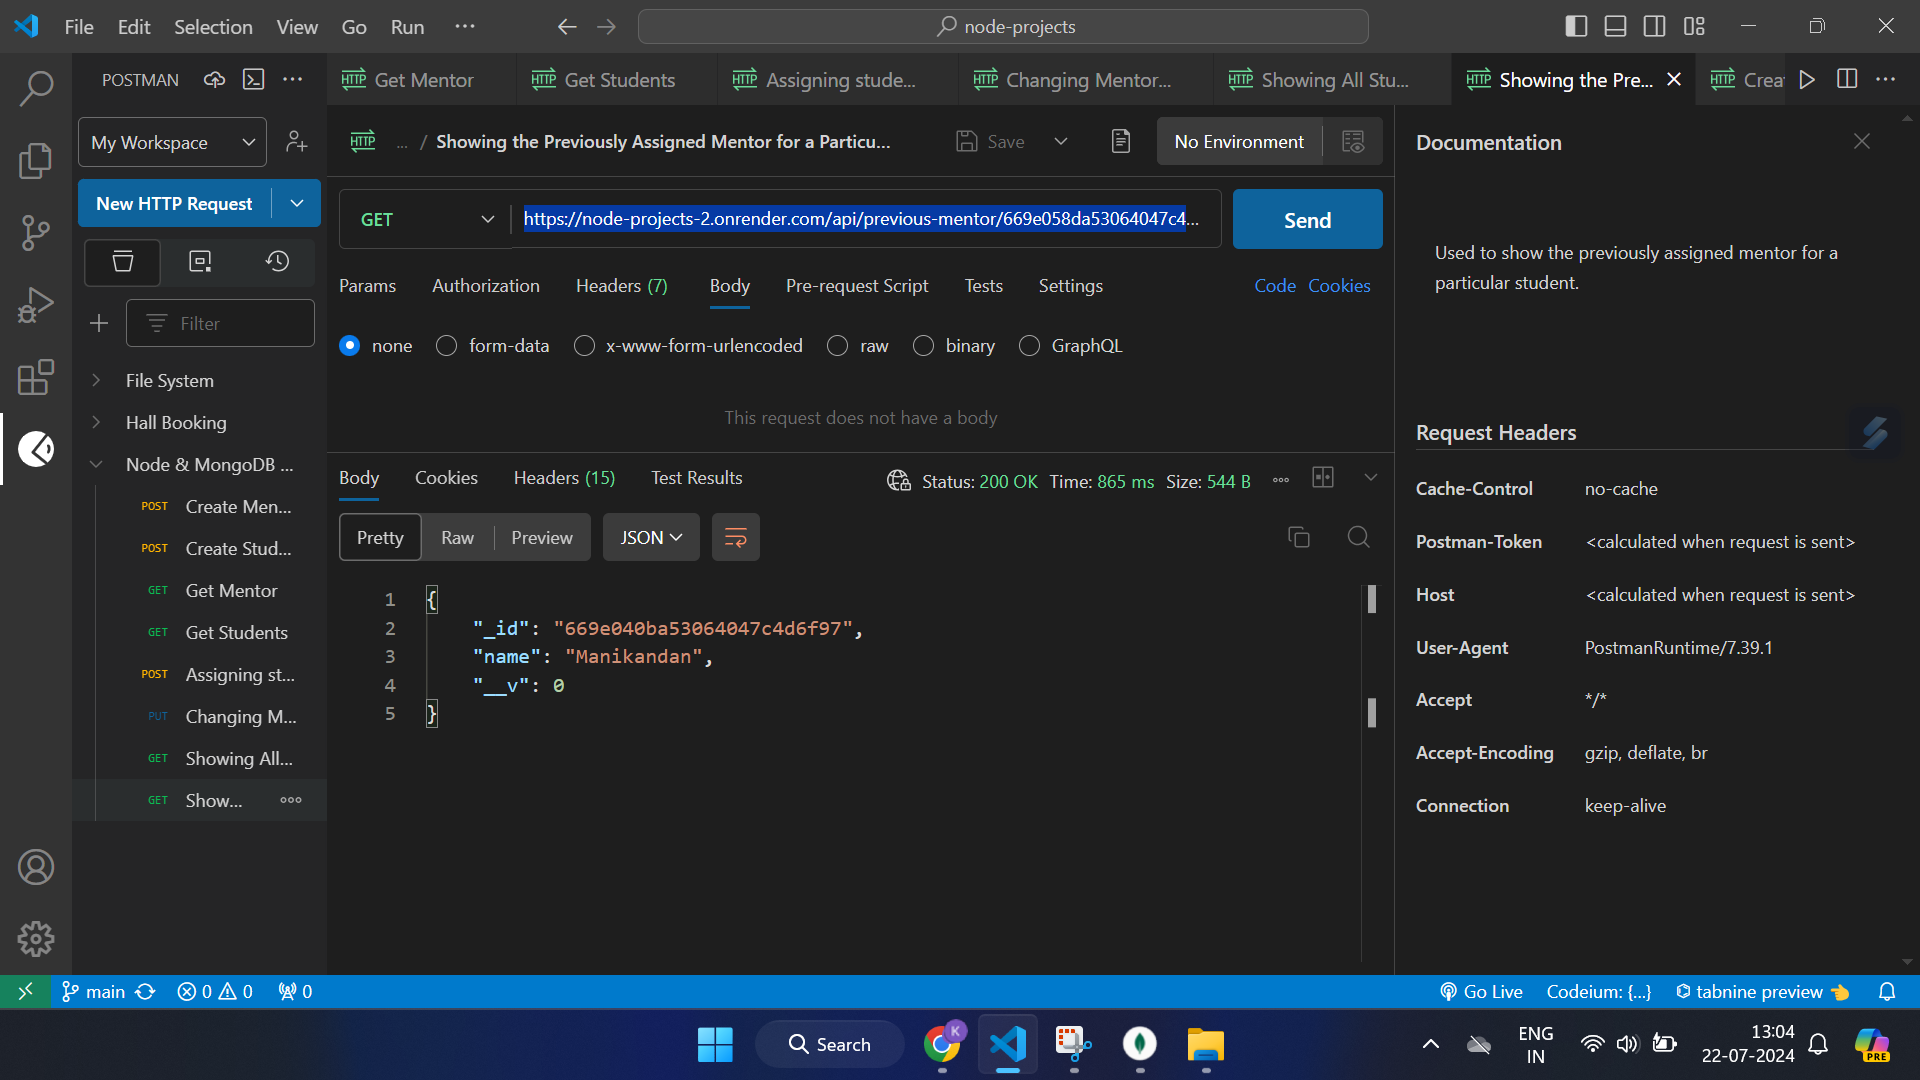 File Edit Selection View Go Run ··· node-projects
POSTMAN
Get Mentor Get Students Assigning stude... Changing Mentor... Showing All Stu... Showing the Pre...
My Workspace
New HTTP Request
Filter
File System
Hall Booking
Node & MongoDB ...
POST Create Men...
POST Create Stud...
GET Get Mentor
GET Get Students
POST Assigning st...
PUT Changing M...
GET Showing All...
GET Show...
HTTP ... / Showing the Previously Assigned Mentor for a Particu... Save No Environment
GET https://node-projects-2.onrender.com/api/previous-mentor/669e058da53064047c4... Send
Params Authorization Headers (7) Body Pre-request Script Tests Settings Code Cookies
none form-data x-www-form-urlencoded raw binary GraphQL
This request does not have a body
Body Cookies Headers (15) Test Results Status: 200 OK Time: 865 ms Size: 544 B
Pretty Raw Preview JSON
1 {
2 "_id": "669e040ba53064047c4d6f97",
3 "name": "Manikandan",
4 "__v": 0
5 }
Documentation
Used to show the previously assigned mentor for a
particular student.
Request Headers
Cache-Control no-cache
Postman-Token <calculated when request is sent>
Host <calculated when request is sent>
User-Agent PostmanRuntime/7.39.1
Accept */*
Accept-Encoding gzip, deflate, br
Connection keep-alive
main 0 0 0 Go Live Codeium: {...} tabnine preview
Search
K
ENG
IN
13:04
22-07-2024
PRE